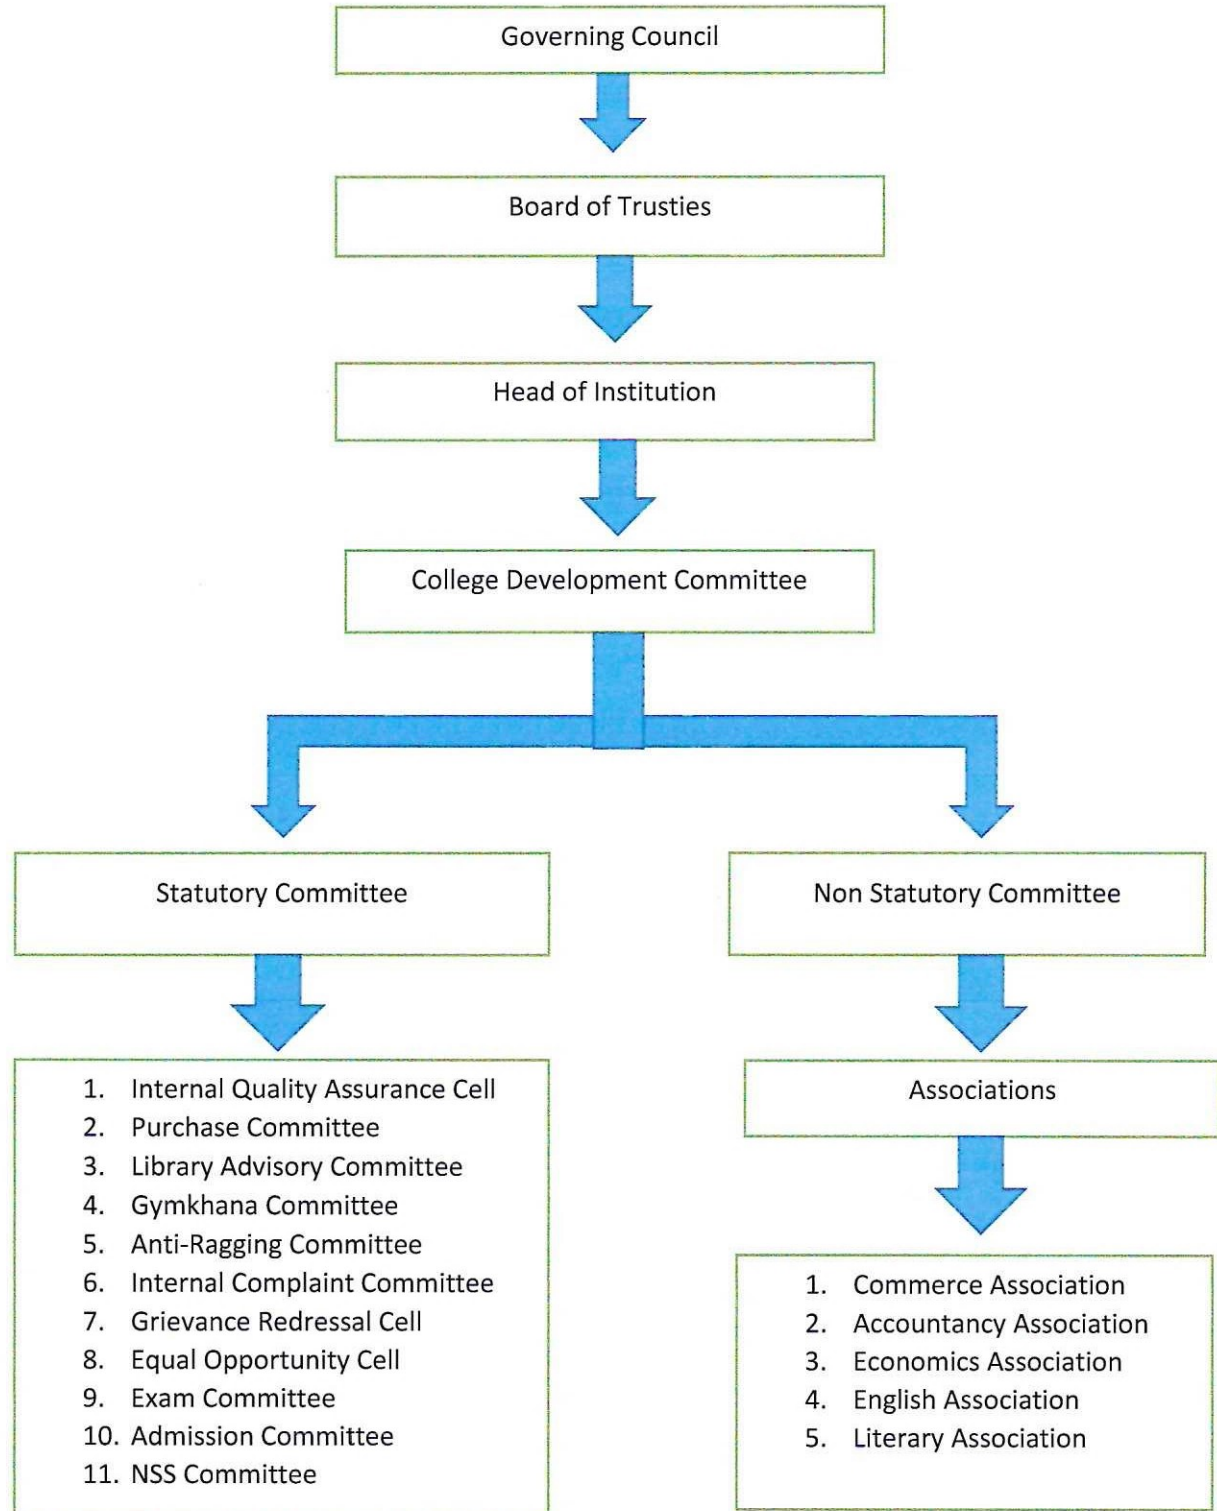 Governing Council
Board of Trusties
Head of Institution
College Development Committee
Statutory Committee
Non Statutory Committee
1. Internal Quality Assurance Cell
2. Purchase Committee
3. Library Advisory Committee
4. Gymkhana Committee
5. Anti-Ragging Committee
6. Internal Complaint Committee
7. Grievance Redressal Cell
8. Equal Opportunity Cell
9. Exam Committee
10. Admission Committee
11. NSS Committee
Associations
1. Commerce Association
2. Accountancy Association
3. Economics Association
4. English Association
5. Literary Association